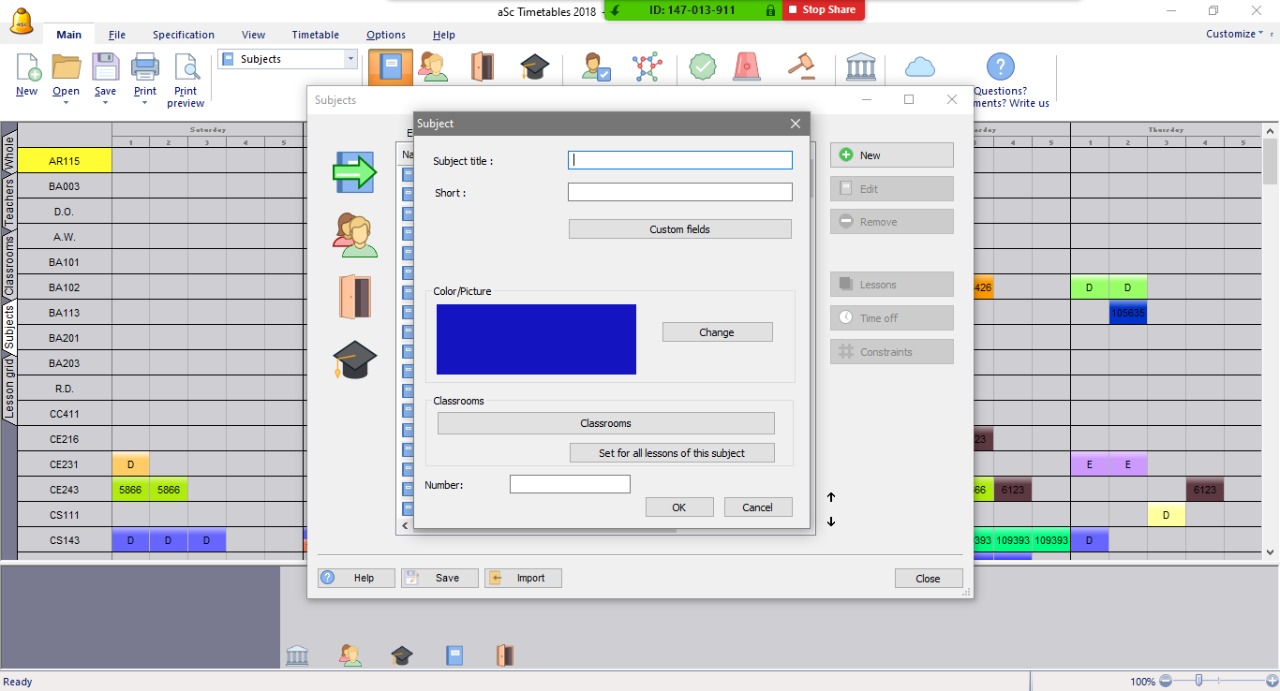 aSc Timetables 2018 -
ID: 147-013-911
Stop Share
aSc
Main File Specification View Timetable Options Help
Customize
New Open Save Print Print preview
Subjects
Questions?
ments? Write us
Saturday
1 2 3 4 5
Thursday
3 4 5 1 2 3 4 5
Whole
Teachers
Classrooms
Subjects
Lesson grid
AR115
BA003
D.O.
A.W.
BA101
BA102
426 D D
BA113
105635
BA201
BA203
R.D.
CC411
CE216
23
CE231
D
E E
CE243
5866 5866
66 6123 6123
CS111
D
CS143
D D D
393 109393 109393 D
Subjects
E
Na
Subject
Subject title :
Short :
Custom fields
Color/Picture
Change
Classrooms
Classrooms
Set for all lessons of this subject
Number:
OK Cancel
New
Edit
Remove
Lessons
Time off
Constraints
Help Save Import Close
Ready
100%